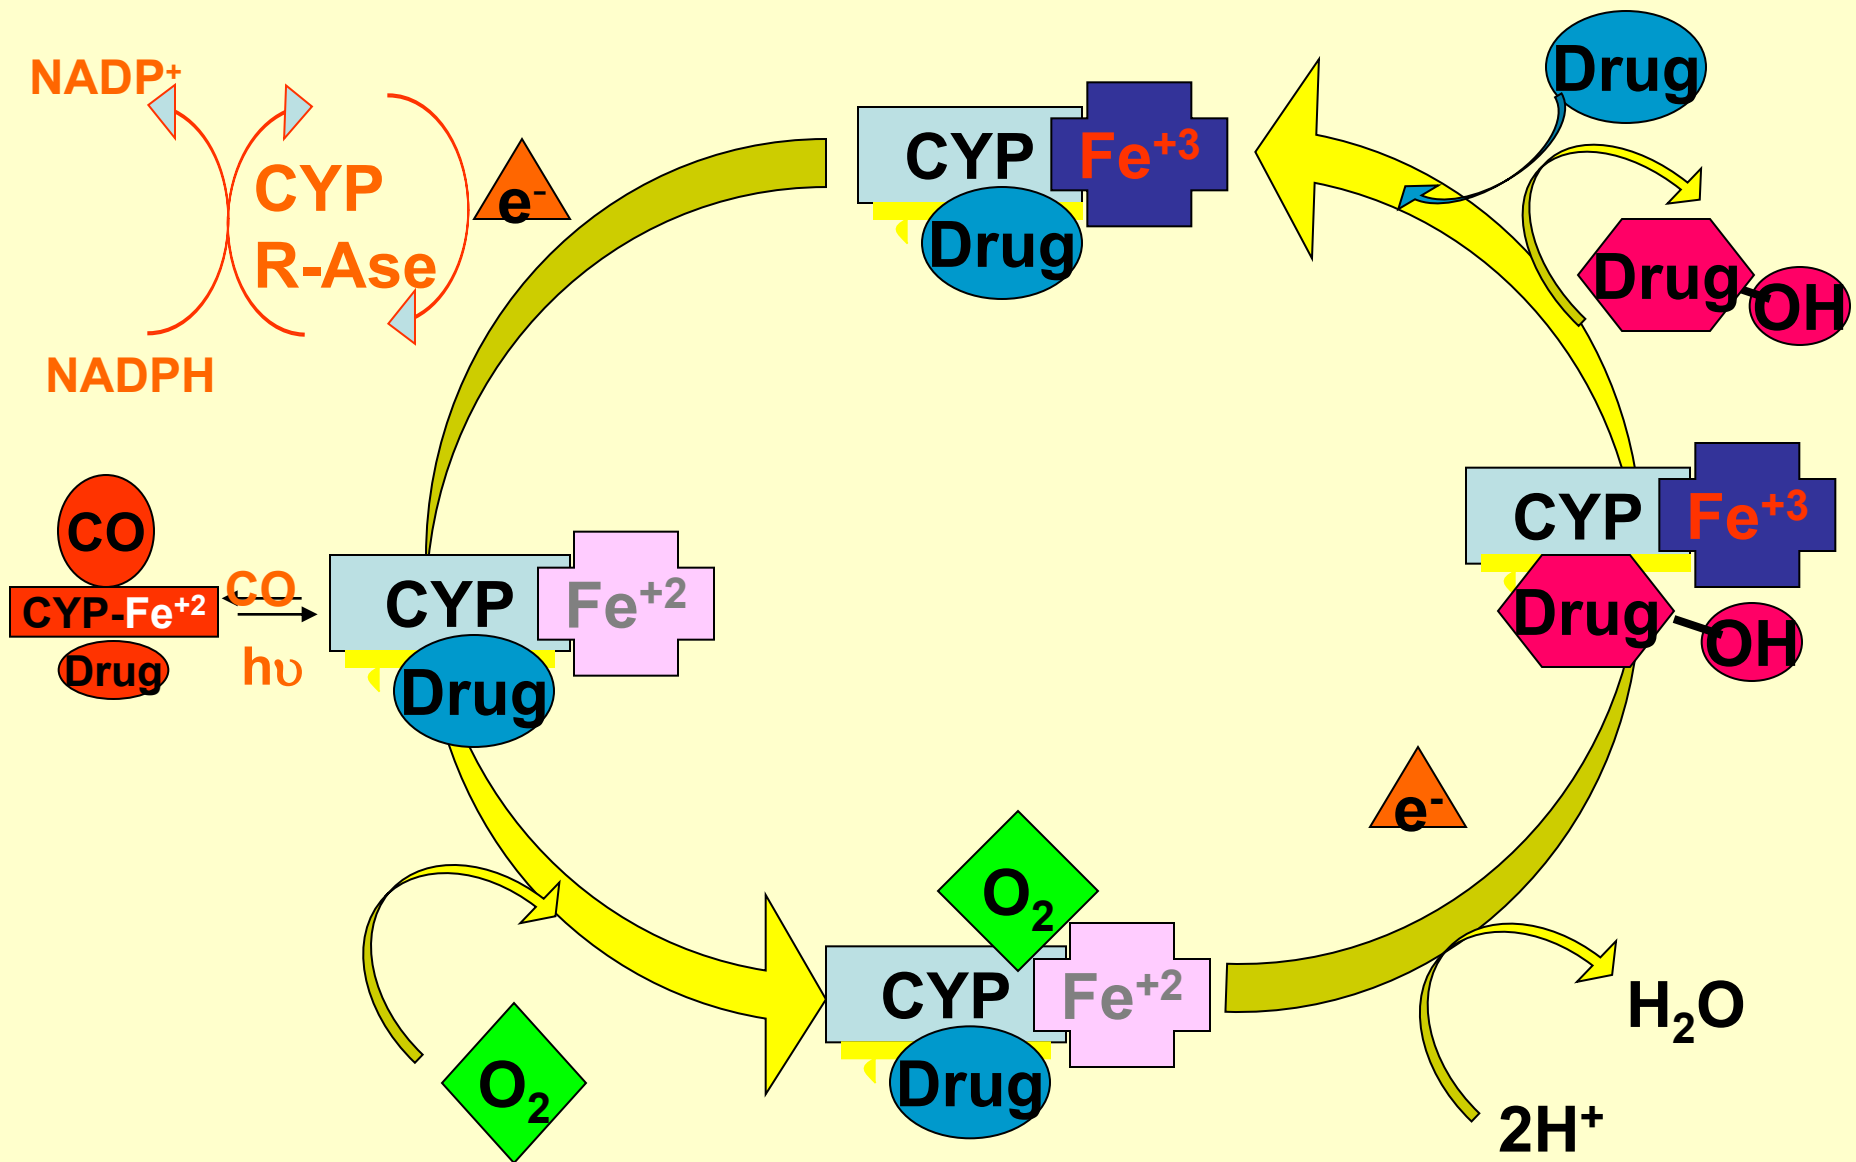 NADP⁺
CYP
R-Ase
NADPH
e⁻
CYP Fe⁺³
Drug
Drug
Drug OH
CO
CYP-Fe⁺²
Drug
CO
hυ
CYP Fe⁺²
Drug
CYP Fe⁺³
Drug OH
e⁻
O₂
CYP Fe⁺²
Drug
O₂
H₂O
2H⁺